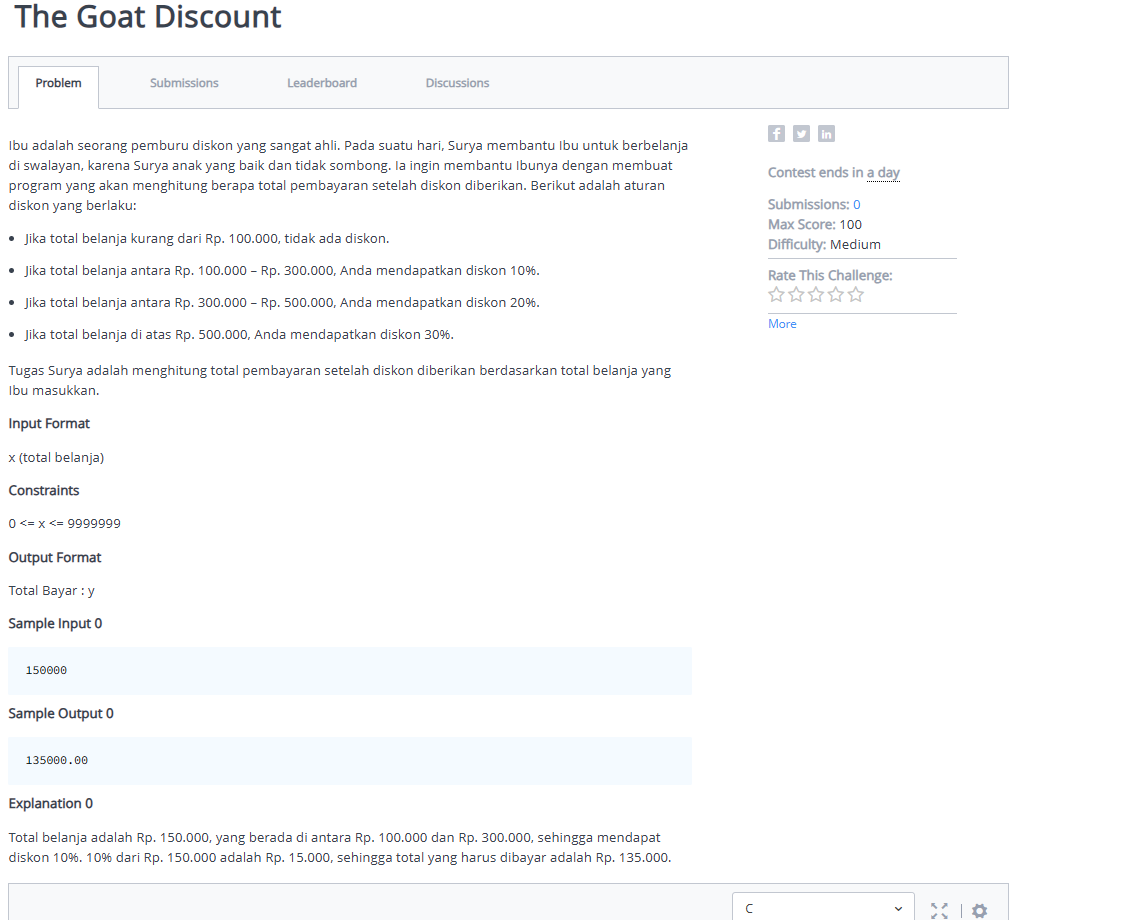 The Goat Discount
Problem
Submissions
Leaderboard
Discussions
Ibu adalah seorang pemburu diskon yang sangat ahli. Pada suatu hari, Surya membantu Ibu untuk berbelanja
di swalayan, karena Surya anak yang baik dan tidak sombong. Ia ingin membantu Ibunya dengan membuat
program yang akan menghitung berapa total pembayaran setelah diskon diberikan. Berikut adalah aturan
diskon yang berlaku:
• Jika total belanja kurang dari Rp. 100.000, tidak ada diskon.
• Jika total belanja antara Rp. 100.000 – Rp. 300.000, Anda mendapatkan diskon 10%.
• Jika total belanja antara Rp. 300.000 – Rp. 500.000, Anda mendapatkan diskon 20%.
• Jika total belanja di atas Rp. 500.000, Anda mendapatkan diskon 30%.
Tugas Surya adalah menghitung total pembayaran setelah diskon diberikan berdasarkan total belanja yang
Ibu masukkan.
Input Format
x (total belanja)
Constraints
0 <= x <= 9999999
Output Format
Total Bayar : y
Sample Input 0
150000
Sample Output 0
135000.00
Explanation 0
Total belanja adalah Rp. 150.000, yang berada di antara Rp. 100.000 dan Rp. 300.000, sehingga mendapat
diskon 10%. 10% dari Rp. 150.000 adalah Rp. 15.000, sehingga total yang harus dibayar adalah Rp. 135.000.
f
in
Contest ends in a day
Submissions: 0
Max Score: 100
Difficulty: Medium
Rate This Challenge:
More
C